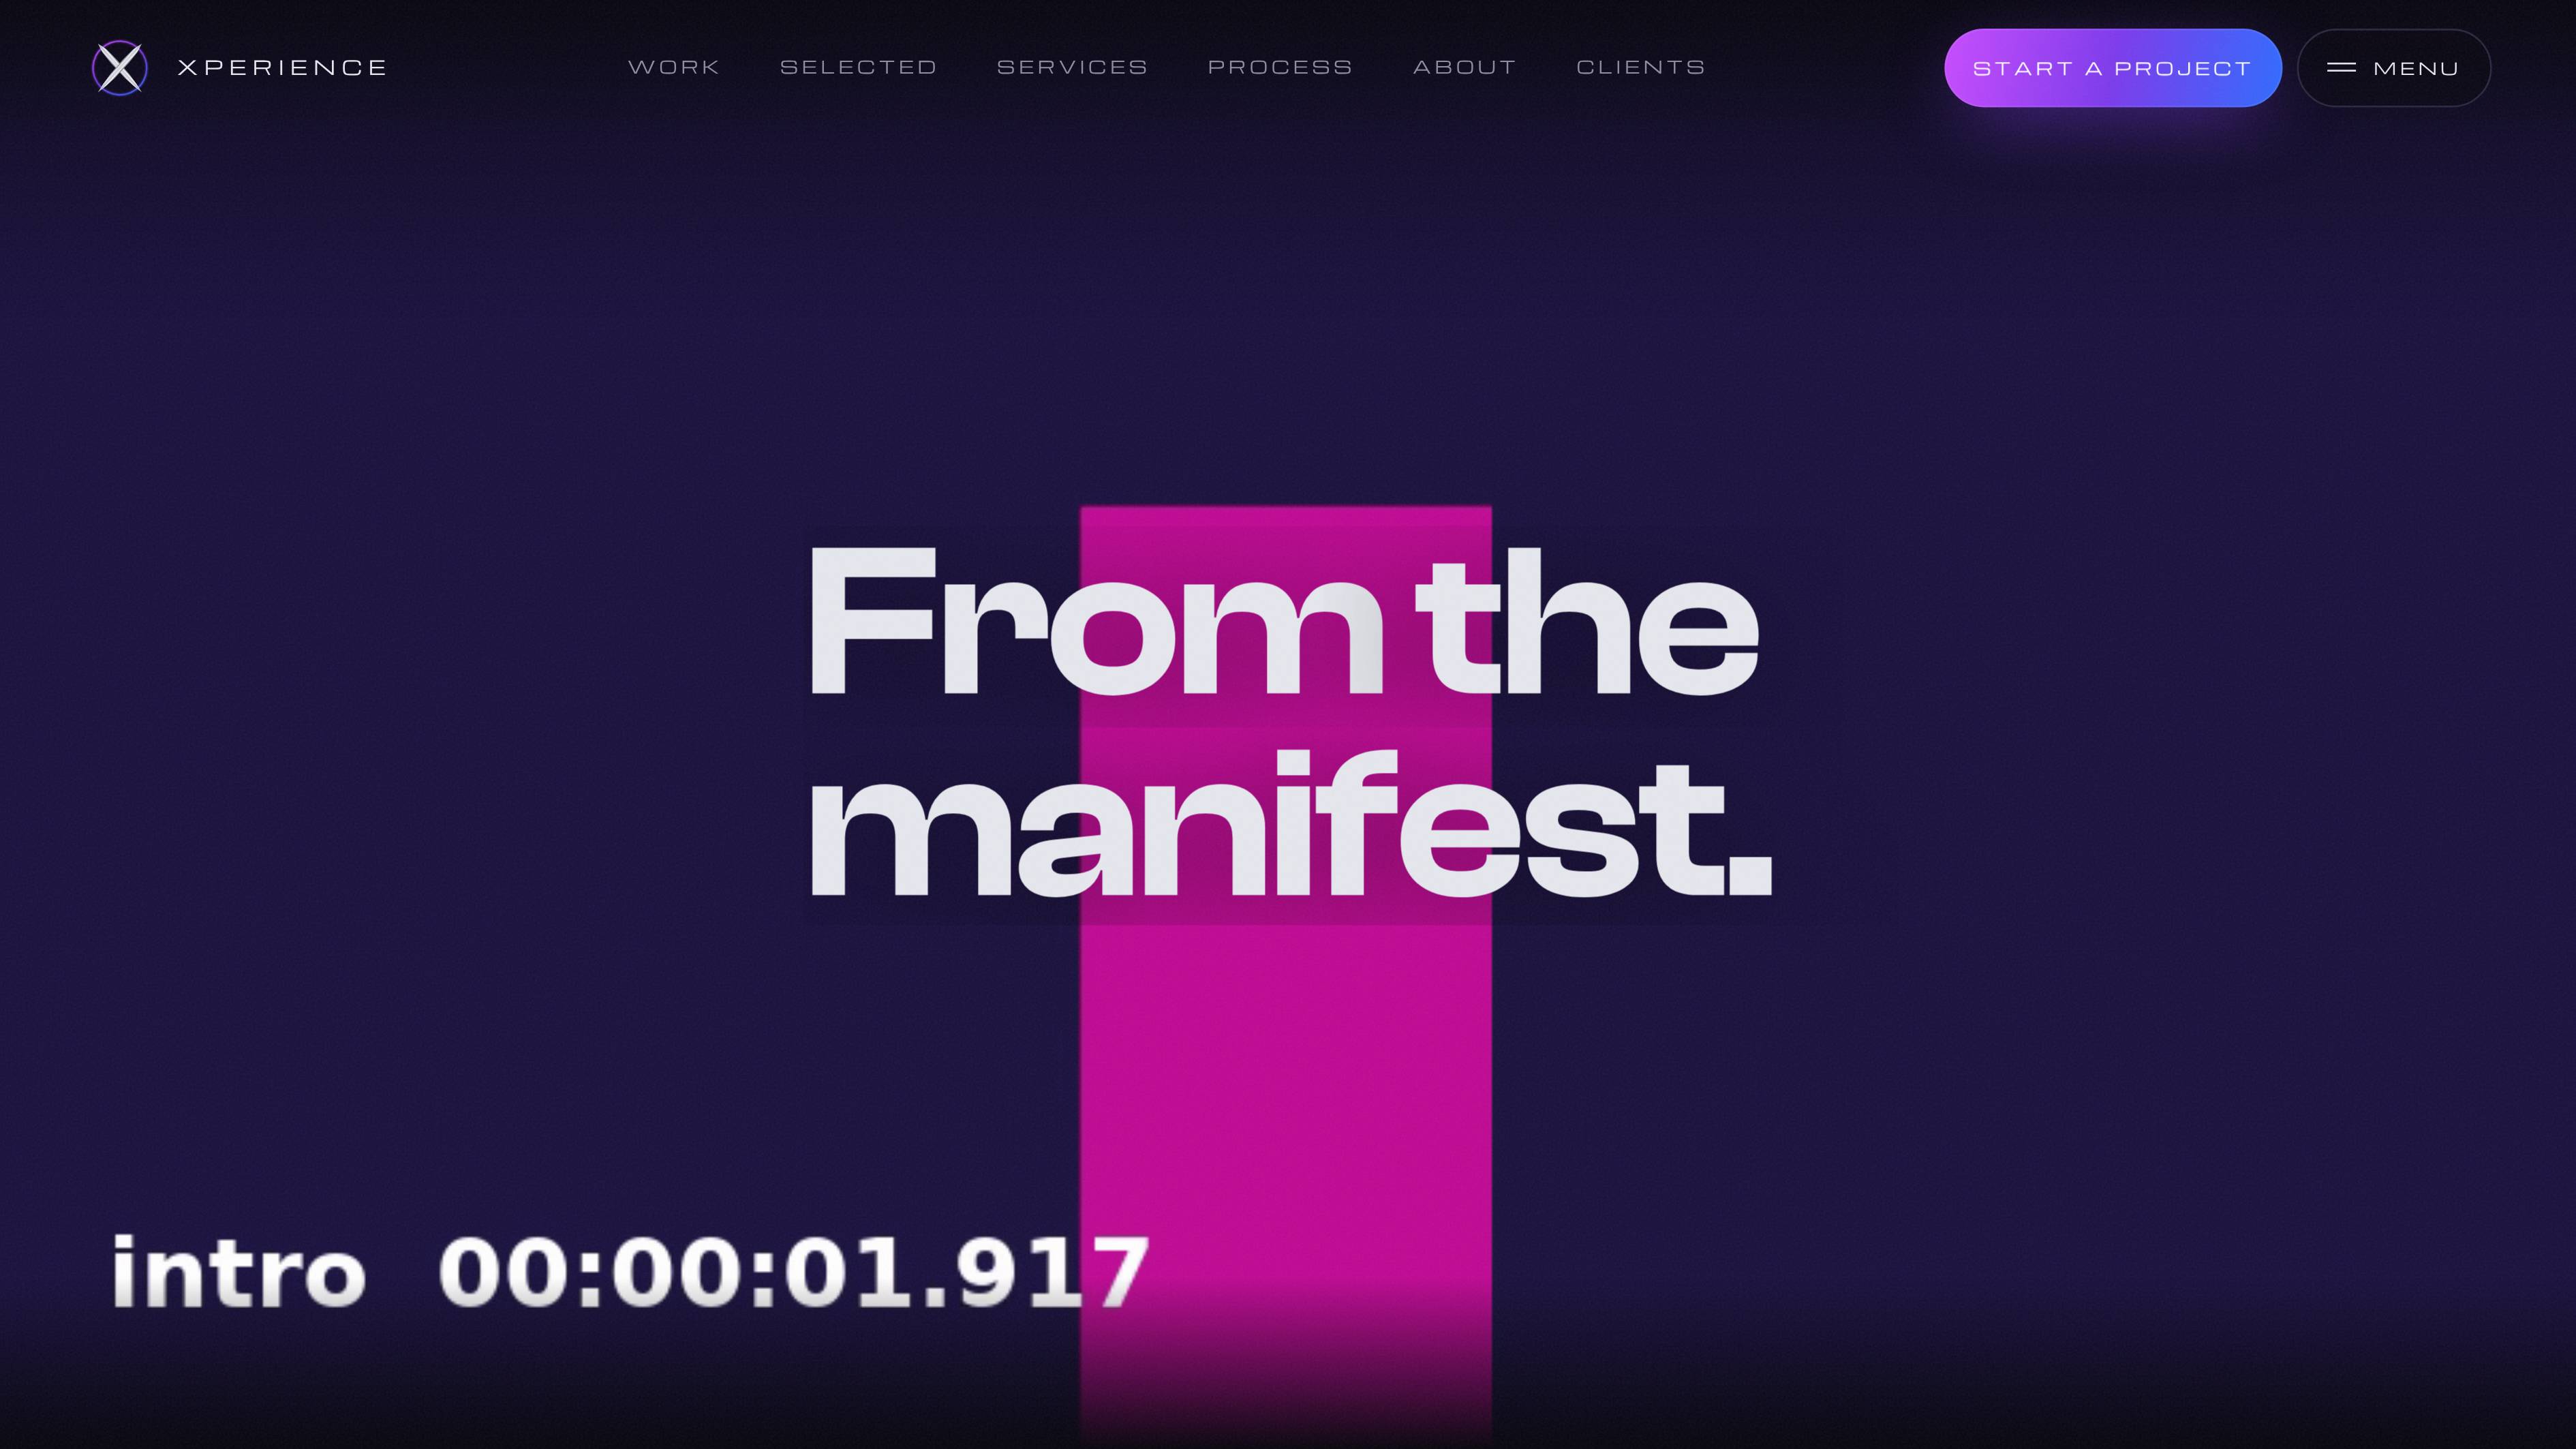 XPERIENCE
WORK SELECTED SERVICES PROCESS ABOUT CLIENTS
START A PROJECT
MENU
From the
manifest.
intro 00:00:01.917